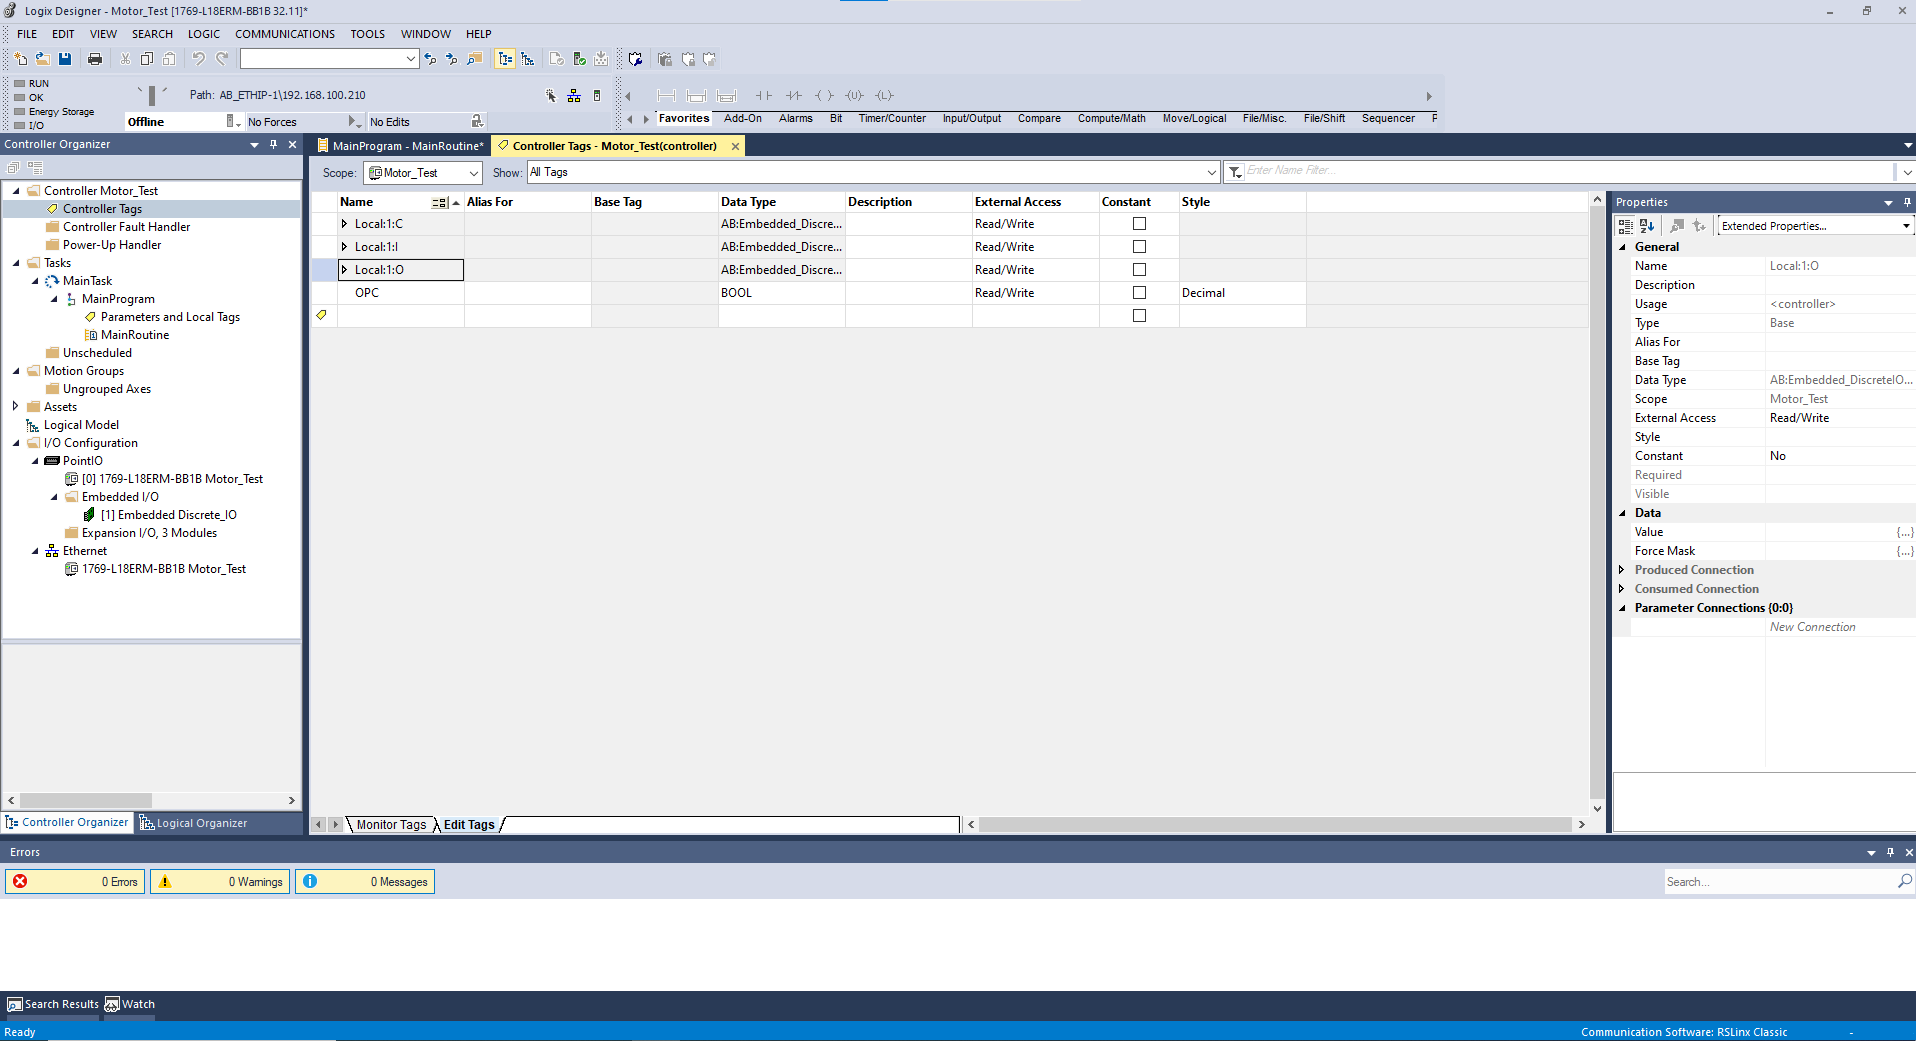 Logix Designer - Motor_Test [1769-L18ERM-BB1B 32.11]*
FILE EDIT VIEW SEARCH LOGIC COMMUNICATIONS TOOLS WINDOW HELP
RUN
OK
Energy Storage
I/O
Path: AB_ETHIP-1\192.168.100.210
Offline No Forces No Edits
Favorites Add-On Alarms Bit Timer/Counter Input/Output Compare Compute/Math Move/Logical File/Misc. File/Shift Sequencer
Controller Organizer
Controller Motor_Test
Controller Tags
Controller Fault Handler
Power-Up Handler
Tasks
MainTask
MainProgram
Parameters and Local Tags
MainRoutine
Unscheduled
Motion Groups
Ungrouped Axes
Assets
Logical Model
I/O Configuration
PointIO
[0] 1769-L18ERM-BB1B Motor_Test
Embedded I/O
[1] Embedded Discrete_IO
Expansion I/O, 3 Modules
Ethernet
1769-L18ERM-BB1B Motor_Test
Controller Organizer Logical Organizer
MainProgram - MainRoutine* Controller Tags - Motor_Test(controller)
Scope: Motor_Test Show: All Tags Enter Name Filter...
Name Alias For Base Tag Data Type Description External Access Constant Style
Local:1:C AB:Embedded_Discre... Read/Write
Local:1:I AB:Embedded_Discre... Read/Write
Local:1:O AB:Embedded_Discre... Read/Write
OPC BOOL Read/Write Decimal
Monitor Tags Edit Tags
Properties
Extended Properties...
General
Name Local:1:O
Description
Usage <controller>
Type Base
Alias For
Base Tag
Data Type AB:Embedded_DiscreteIO...
Scope Motor_Test
External Access Read/Write
Style
Constant No
Required
Visible
Data
Value {...}
Force Mask {...}
Produced Connection
Consumed Connection
Parameter Connections {0:0}
New Connection
Errors
0 Errors 0 Warnings 0 Messages Search...
Search Results Watch
Ready Communication Software: RSLinx Classic